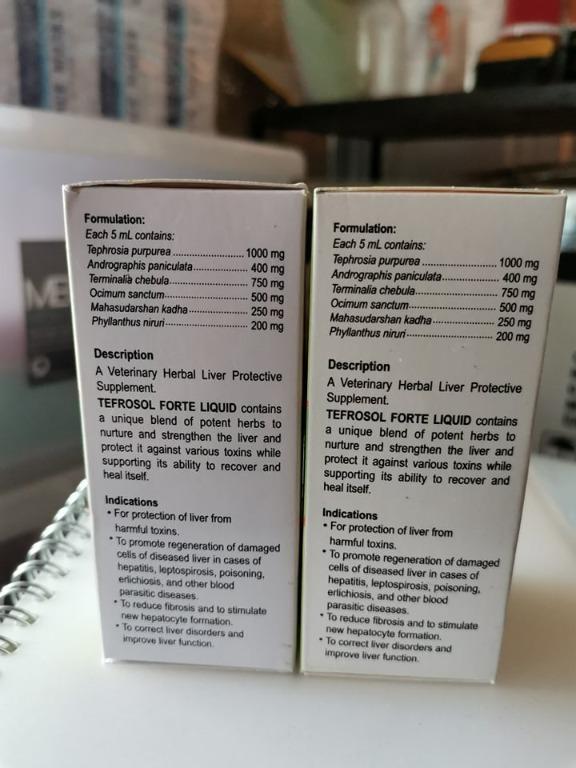 Formulation:
Each 5 mL contains:
Tephrosia purpurea ........................ 1000 mg
Andrographis paniculata.................. 400 mg
Terminalia chebula........................... 750 mg
Ocimum sanctum............................. 500 mg
Mahasudarshan kadha.................... 250 mg
Phyllanthus niruri............................. 200 mg
Description
A Veterinary Herbal Liver Protective
Supplement.
TEFROSOL FORTE LIQUID contains
a unique blend of potent herbs to
nurture and strengthen the liver and
protect it against various toxins while
supporting its ability to recover and
heal itself.
Indications
* For protection of liver from
harmful toxins.
* To promote regeneration of damaged
cells of diseased liver in cases of
hepatitis, leptospirosis, poisoning,
erlichiosis, and other blood
parasitic diseases.
* To reduce fibrosis and to stimulate
new hepatocyte formation.
* To correct liver disorders and
improve liver function.
Formulation:
Each 5 mL contains:
Tephrosia purpurea ........................ 1000 mg
Andrographis paniculata.................. 400 mg
Terminalia chebula........................... 750 mg
Ocimum sanctum............................. 500 mg
Mahasudarshan kadha.................... 250 mg
Phyllanthus niruri............................. 200 mg
Description
A Veterinary Herbal Liver Protective
Supplement.
TEFROSOL FORTE LIQUID contains
a unique blend of potent herbs to
nurture and strengthen the liver and
protect it against various toxins while
supporting its ability to recover and
heal itself.
Indications
* For protection of liver from
harmful toxins.
* To promote regeneration of damaged
cells of diseased liver in cases of
hepatitis, leptospirosis, poisoning,
erlichiosis, and other blood
parasitic diseases.
* To reduce fibrosis and to stimulate
new hepatocyte formation.
* To correct liver disorders and
improve liver function.